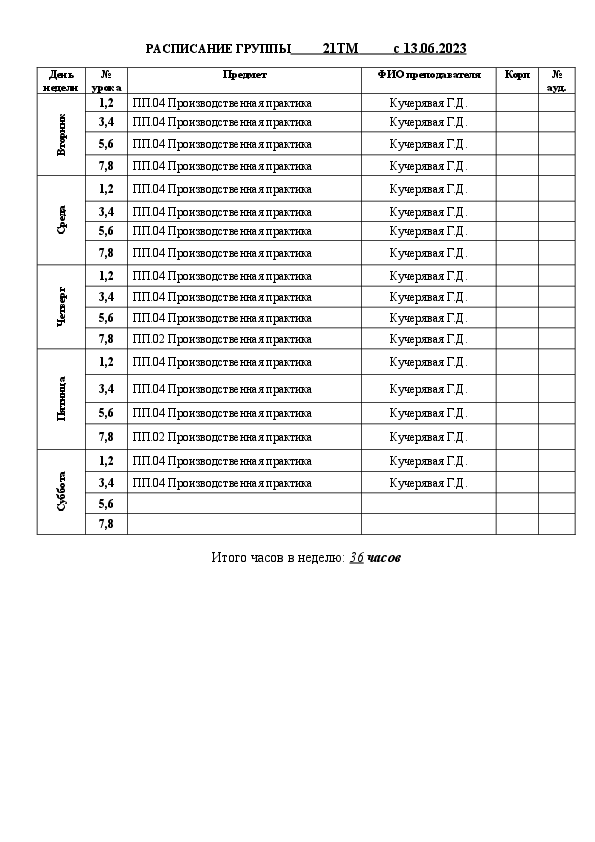 РАСПИСАНИЕ ГРУППЫ_____21ТМ_____с 13.06.2023
День недели № урока Предмет ФИО преподавателя Корп № ауд.
Вторник 1,2 ПП.04 Производственная практика Кучерявая Г.Д.
3,4 ПП.04 Производственная практика Кучерявая Г.Д.
5,6 ПП.04 Производственная практика Кучерявая Г.Д.
7,8 ПП.04 Производственная практика Кучерявая Г.Д.
Среда 1,2 ПП.04 Производственная практика Кучерявая Г.Д.
3,4 ПП.04 Производственная практика Кучерявая Г.Д.
5,6 ПП.04 Производственная практика Кучерявая Г.Д.
7,8 ПП.04 Производственная практика Кучерявая Г.Д.
Четверг 1,2 ПП.04 Производственная практика Кучерявая Г.Д.
3,4 ПП.04 Производственная практика Кучерявая Г.Д.
5,6 ПП.04 Производственная практика Кучерявая Г.Д.
7,8 ПП.02 Производственная практика Кучерявая Г.Д.
Пятница 1,2 ПП.04 Производственная практика Кучерявая Г.Д.
3,4 ПП.04 Производственная практика Кучерявая Г.Д.
5,6 ПП.04 Производственная практика Кучерявая Г.Д.
7,8 ПП.02 Производственная практика Кучерявая Г.Д.
Суббота 1,2 ПП.04 Производственная практика Кучерявая Г.Д.
3,4 ПП.04 Производственная практика Кучерявая Г.Д.
5,6
7,8
Итого часов в неделю: 36 часов